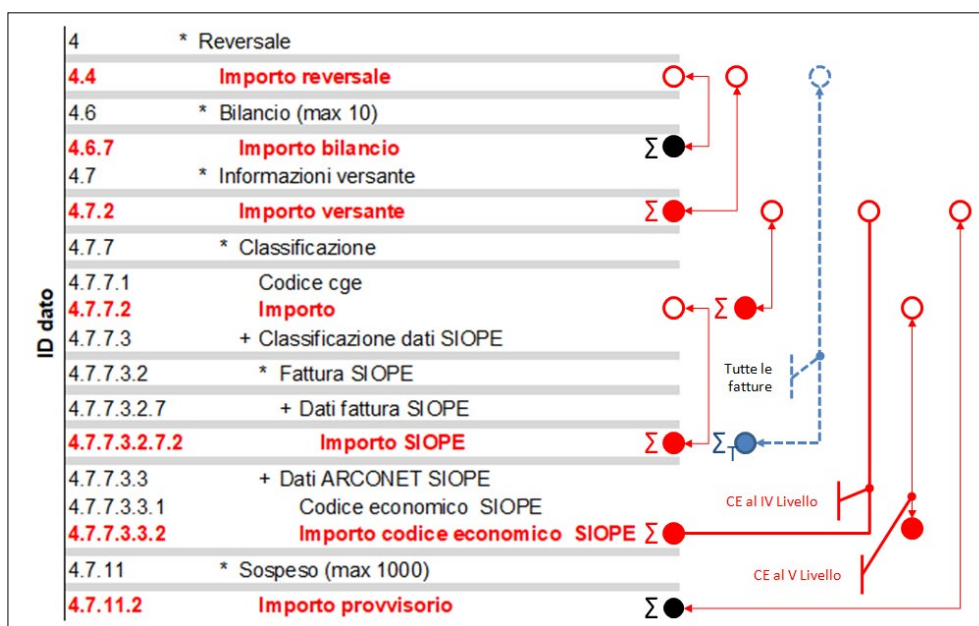 ID dato
4 * Reversale
4.4 Importo reversale
4.6 * Bilancio (max 10)
4.6.7 Importo bilancio Σ
4.7 * Informazioni versante
4.7.2 Importo versante Σ
4.7.7 * Classificazione
4.7.7.1 Codice cge
4.7.7.2 Importo Σ
4.7.7.3 + Classificazione dati SIOPE
4.7.7.3.2 * Fattura SIOPE
Tutte le
fatture
4.7.7.3.2.7 + Dati fattura SIOPE
4.7.7.3.2.7.2 Importo SIOPE Σ ΣT
4.7.7.3.3 + Dati ARCONET SIOPE
4.7.7.3.3.1 Codice economico SIOPE
CE al IV Livello
4.7.7.3.3.2 Importo codice economico SIOPE Σ
4.7.11 * Sospeso (max 1000)
CE al V Livello
4.7.11.2 Importo provvisorio Σ